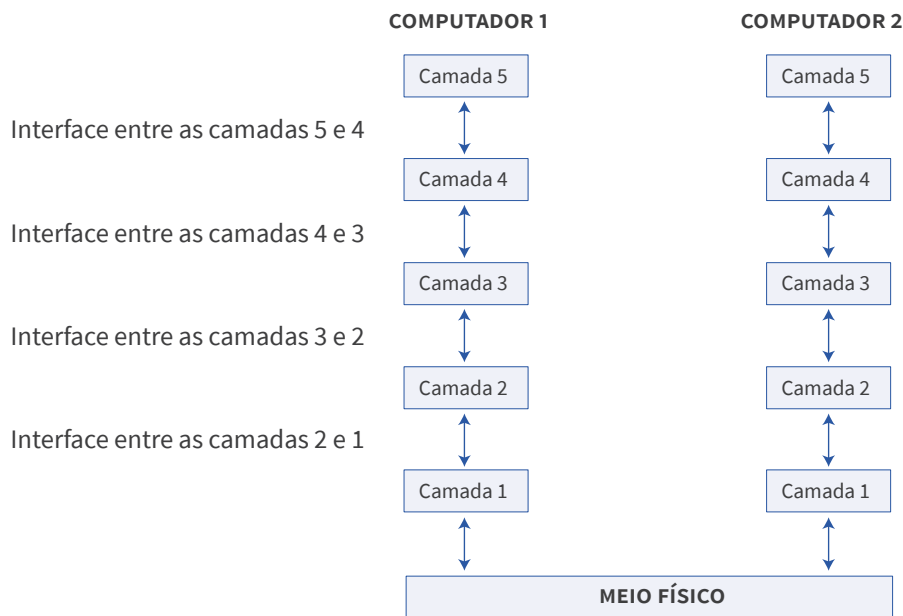 COMPUTADOR 1
COMPUTADOR 2
Camada 5
Camada 5
Interface entre as camadas 5 e 4
Camada 4
Camada 4
Interface entre as camadas 4 e 3
Camada 3
Camada 3
Interface entre as camadas 3 e 2
Camada 2
Camada 2
Interface entre as camadas 2 e 1
Camada 1
Camada 1
MEIO FÍSICO